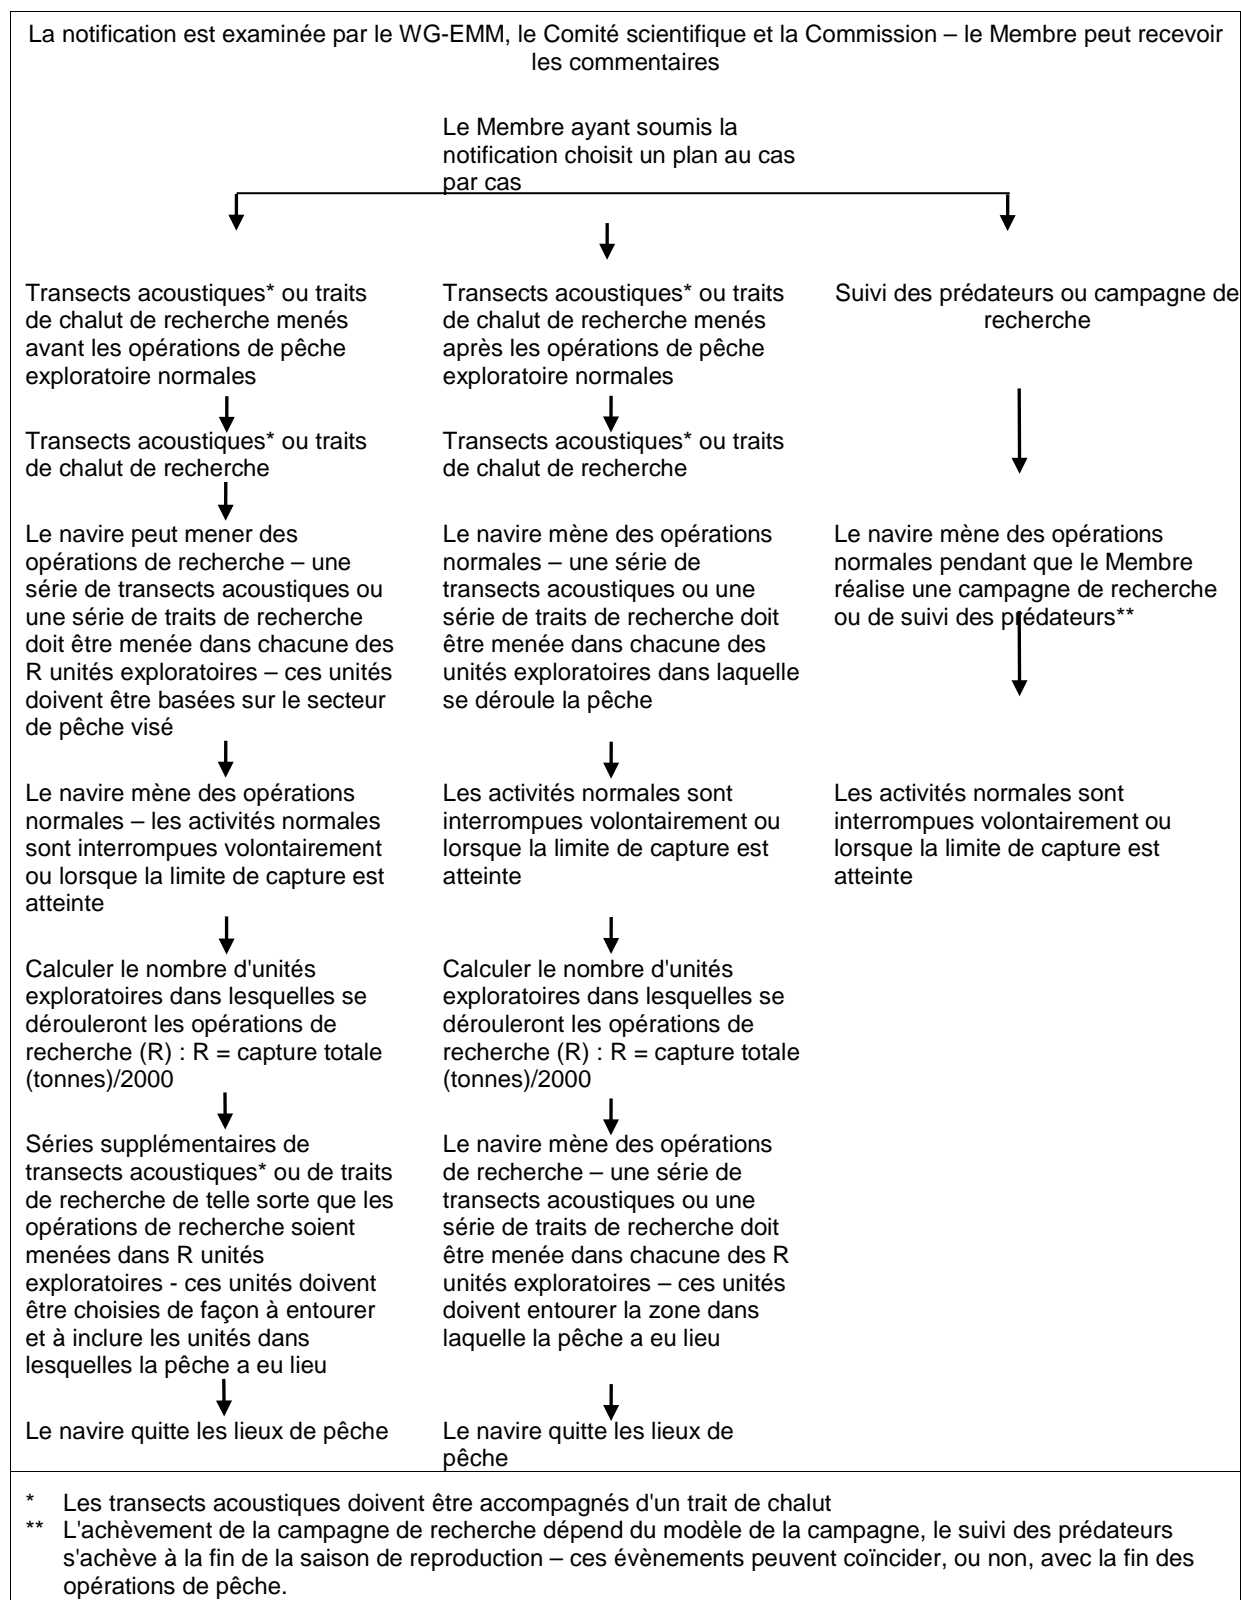 La notification est examinée par le WG-EMM, le Comité scientifique et la Commission – le Membre peut recevoir
les commentaires
Le Membre ayant soumis la
notification choisit un plan au cas
par cas
Transects acoustiques* ou traits
de chalut de recherche menés
avant les opérations de pêche
exploratoire normales
Transects acoustiques* ou traits
de chalut de recherche menés
après les opérations de pêche
exploratoire normales
Suivi des prédateurs ou campagne de
recherche
Transects acoustiques* ou traits
de chalut de recherche
Transects acoustiques* ou traits
de chalut de recherche
Le navire peut mener des
opérations de recherche – une
série de transects acoustiques ou
une série de traits de recherche
doit être menée dans chacune des
R unités exploratoires – ces unités
doivent être basées sur le secteur
de pêche visé
Le navire mène des opérations
normales – une série de
transects acoustiques ou une
série de traits de recherche doit
être menée dans chacune des
unités exploratoires dans laquelle
se déroule la pêche
Le navire mène des opérations
normales pendant que le Membre
réalise une campagne de recherche
ou de suivi des prédateurs**
Le navire mène des opérations
normales – les activités normales
sont interrompues volontairement
ou lorsque la limite de capture est
atteinte
Les activités normales sont
interrompues volontairement ou
lorsque la limite de capture est
atteinte
Les activités normales sont
interrompues volontairement ou
lorsque la limite de capture est
atteinte
Calculer le nombre d'unités
exploratoires dans lesquelles se
dérouleront les opérations de
recherche (R) : R = capture totale
(tonnes)/2000
Calculer le nombre d'unités
exploratoires dans lesquelles se
dérouleront les opérations de
recherche (R) : R = capture totale
(tonnes)/2000
Séries supplémentaires de
transects acoustiques* ou de traits
de recherche de telle sorte que les
opérations de recherche soient
menées dans R unités
exploratoires - ces unités doivent
être choisies de façon à entourer
et à inclure les unités dans
lesquelles la pêche a eu lieu
Le navire mène des opérations
de recherche – une série de
transects acoustiques ou une
série de traits de recherche doit
être menée dans chacune des R
unités exploratoires – ces unités
doivent entourer la zone dans
laquelle la pêche a eu lieu
Le navire quitte les lieux de pêche
Le navire quitte les lieux de
pêche
* Les transects acoustiques doivent être accompagnés d'un trait de chalut
** L'achèvement de la campagne de recherche dépend du modèle de la campagne, le suivi des prédateurs
s'achève à la fin de la saison de reproduction – ces évènements peuvent coïncider, ou non, avec la fin des
opérations de pêche.